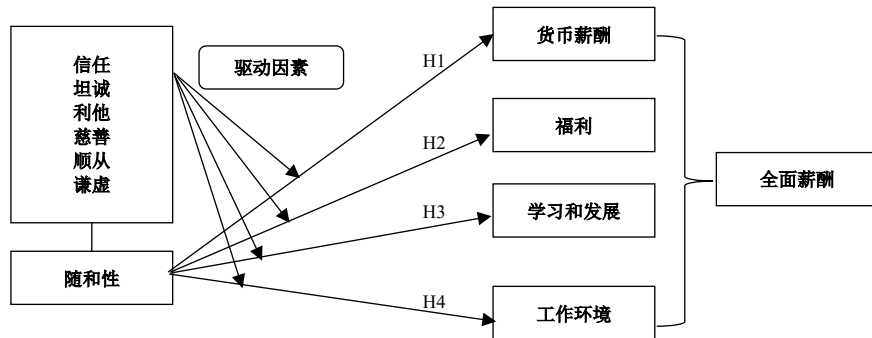 信任
坦诚
利他
慈善
顺从
谦虚
随和性
驱动因素
H1
H2
H3
H4
货币薪酬
福利
学习和发展
工作环境
全面薪酬